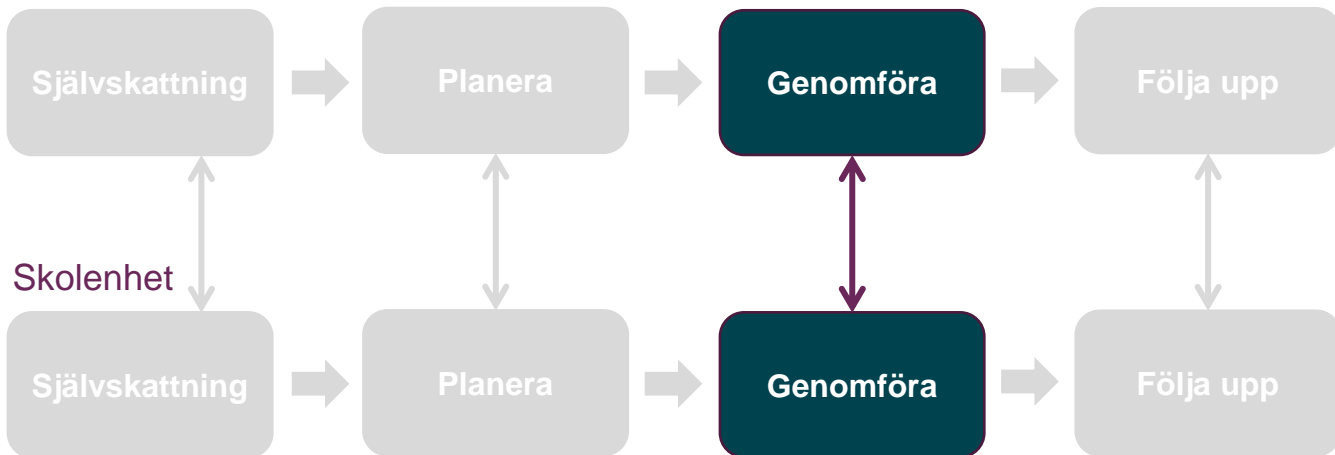 Självskattning
Planera
Genomföra
Följa upp
Skolenhet
Självskattning
Planera
Genomföra
Följa upp